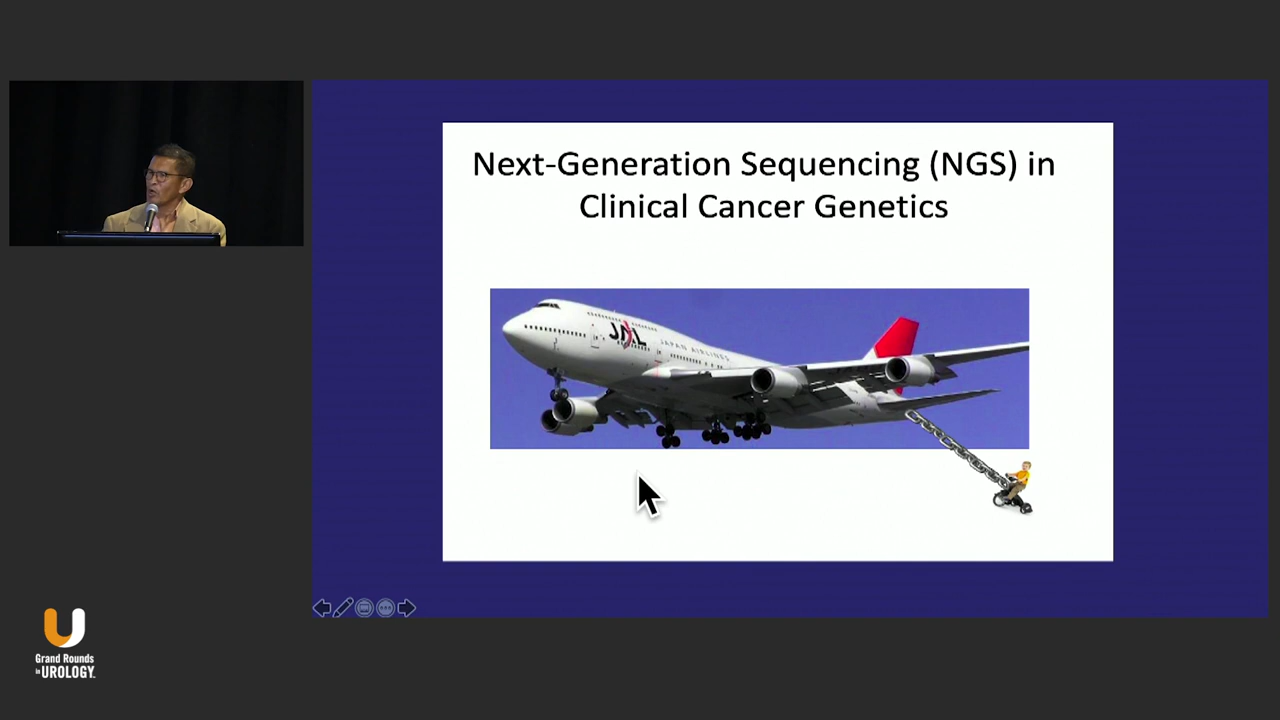 Next-Generation Sequencing (NGS) in
Clinical Cancer Genetics
JAL
JAPAN AIRLINES
Grand Rounds
in UROLOGY